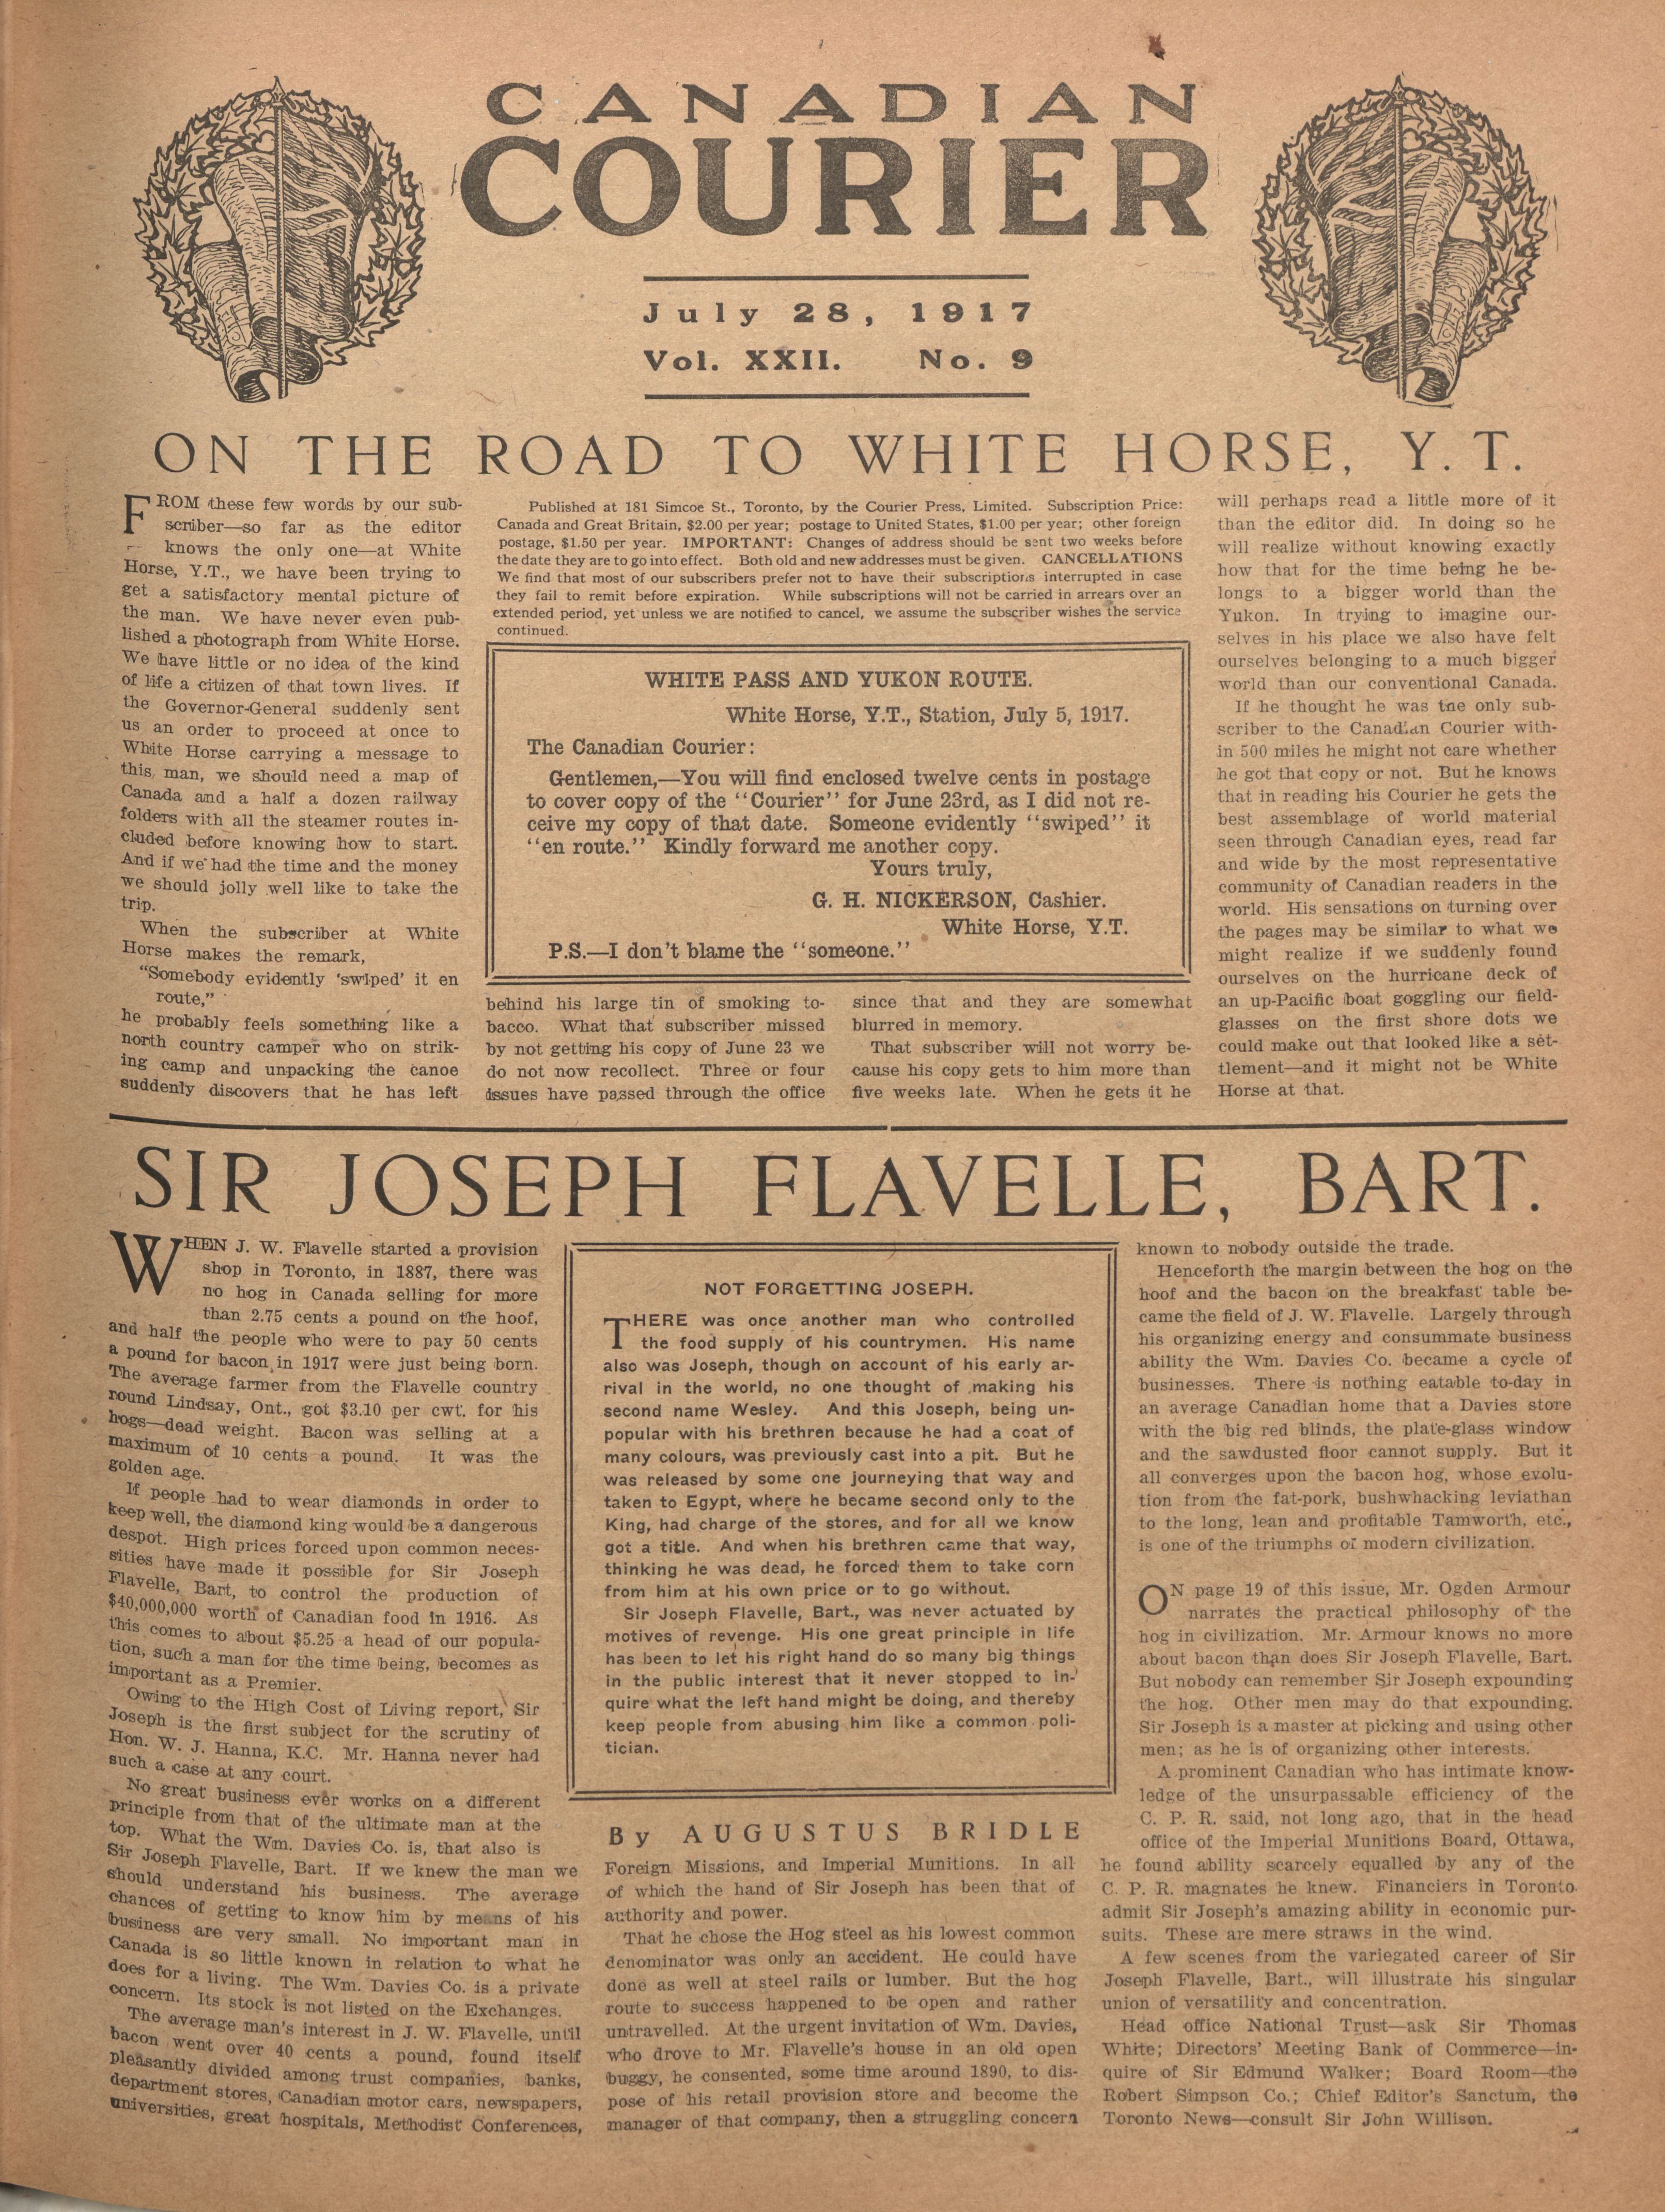 CANADIAN
COURIER
July 28, 1917
Vol. XXII. No. 9
ON THE ROAD TO WHITE HORSE, Y. T.
FROM these few words by our sub-
scriber—so far as the editor
knows the only one—at White
Horse, Y.T., we have been trying to
get a satisfactory mental picture of
the man. We have never even pub-
lished a photograph from White Horse.
We have little or no idea of the kind
of life a citizen of that town lives. If
the Governor-General suddenly sent
us an order to proceed at once to
White Horse carrying a message to
this man, we should need a map of
Canada and a half a dozen railway
folders with all the steamer routes in-
cluded before knowing how to start.
And if we had the time and the money
we should jolly well like to take the
trip.
When the subscriber at White
Horse makes the remark,
"Somebody evidently 'swiped' it en
route,"
he probably feels something like a
north country camper who on strik-
ing camp and unpacking the canoe
suddenly discovers that he has left
Published at 181 Simcoe St., Toronto, by the Courier Press, Limited. Subscription Price:
Canada and Great Britain, $2.00 per year; postage to United States, $1.00 per year; other foreign
postage, $1.50 per year. IMPORTANT: Changes of address should be sent two weeks before
the date they are to go into effect. Both old and new addresses must be given. CANCELLATIONS
We find that most of our subscribers prefer not to have their subscriptions interrupted in case
they fail to remit before expiration. While subscriptions will not be carried in arrears over an
extended period, yet unless we are notified to cancel, we assume the subscriber wishes the service
continued.
WHITE PASS AND YUKON ROUTE.
White Horse, Y.T., Station, July 5, 1917.
The Canadian Courier:
Gentlemen,—You will find enclosed twelve cents in postage
to cover copy of the "Courier" for June 23rd, as I did not re-
ceive my copy of that date. Someone evidently "swiped" it
"en route." Kindly forward me another copy.
Yours truly,
G. H. NICKERSON, Cashier.
White Horse, Y.T.
P.S.—I don't blame the "someone."
behind his large tin of smoking to-
bacco. What that subscriber missed
by not getting his copy of June 23 we
do not now recollect. Three or four
issues have passed through the office
since that and they are somewhat
blurred in memory.
That subscriber will not worry be-
cause his copy gets to him more than
five weeks late. When he gets it he
will perhaps read a little more of it
than the editor did. In doing so he
will realize without knowing exactly
how that for the time being he be-
longs to a bigger world than the
Yukon. In trying to imagine our-
selves in his place we also have felt
ourselves belonging to a much bigger
world than our conventional Canada.
If he thought he was the only sub-
scriber to the Canadian Courier with-
in 500 miles he might not care whether
he got that copy or not. But he knows
that in reading his Courier he gets the
best assemblage of world material
seen through Canadian eyes, read far
and wide by the most representative
community of Canadian readers in the
world. His sensations on turning over
the pages may be similar to what we
might realize if we suddenly found
ourselves on the hurricane deck of
an up-Pacific boat goggling our field-
glasses on the first shore dots we
could make out that looked like a set-
tlement—and it might not be White
Horse at that.
SIR JOSEPH FLAVELLE, BART.
WHEN J. W. Flavelle started a provision
shop in Toronto, in 1887, there was
no hog in Canada selling for more
than 2.75 cents a pound on the hoof,
and half the people who were to pay 50 cents
a pound for bacon in 1917 were just being born.
The average farmer from the Flavelle country
round Lindsay, Ont., got $3.10 per cwt. for his
hogs—dead weight. Bacon was selling at a
maximum of 10 cents a pound. It was the
golden age.
If people had to wear diamonds in order to
keep well, the diamond king would be a dangerous
despot. High prices forced upon common neces-
sities have made it possible for Sir Joseph
Flavelle, Bart, to control the production of
$40,000,000 worth of Canadian food in 1916. As
this comes to about $5.25 a head of our popula-
tion, such a man for the time being, becomes as
important as a Premier.
Owing to the High Cost of Living report, Sir
Joseph is the first subject for the scrutiny of
Hon. W. J. Hanna, K.C. Mr. Hanna never had
such a case at any court.
No great business ever works on a different
principle from that of the ultimate man at the
top. What the Wm. Davies Co. is, that also is
Sir Joseph Flavelle, Bart. If we knew the man we
should understand his business. The average
chances of getting to know him by means of his
business are very small. No important man in
Canada is so little known in relation to what he
does for a living. The Wm. Davies Co. is a private
concern. Its stock is not listed on the Exchanges.
The average man's interest in J. W. Flavelle, until
bacon went over 40 cents a pound, found itself
pleasantly divided among trust companies, banks,
department stores, Canadian motor cars, newspapers,
universities, great hospitals, Methodist Conferences,
NOT FORGETTING JOSEPH.
THERE was once another man who controlled
the food supply of his countrymen. His name
also was Joseph, though on account of his early ar-
rival in the world, no one thought of making his
second name Wesley. And this Joseph, being un-
popular with his brethren because he had a coat of
many colours, was previously cast into a pit. But he
was released by some one journeying that way and
taken to Egypt, where he became second only to the
King, had charge of the stores, and for all we know
got a title. And when his brethren came that way,
thinking he was dead, he forced them to take corn
from him at his own price or to go without.
Sir Joseph Flavelle, Bart., was never actuated by
motives of revenge. His one great principle in life
has been to let his right hand do so many big things
in the public interest that it never stopped to in-
quire what the left hand might be doing, and thereby
keep people from abusing him like a common poli-
tician.
By AUGUSTUS BRIDLE
Foreign Missions, and Imperial Munitions. In all
of which the hand of Sir Joseph has been that of
authority and power.
That he chose the Hog steel as his lowest common
denominator was only an accident. He could have
done as well at steel rails or lumber. But the hog
route to success happened to be open and rather
untravelled. At the urgent invitation of Wm. Davies,
who drove to Mr. Flavelle's house in an old open
buggy, he consented, some time around 1890, to dis-
pose of his retail provision store and become the
manager of that company, then a struggling concern
known to nobody outside the trade.
Henceforth the margin between the hog on the
hoof and the bacon on the breakfast table be-
came the field of J. W. Flavelle. Largely through
his organizing energy and consummate business
ability the Wm. Davies Co. became a cycle of
businesses. There is nothing eatable to-day in
an average Canadian home that a Davies store
with the big red blinds, the plate-glass window
and the sawdusted floor cannot supply. But it
all converges upon the bacon hog, whose evolu-
tion from the fat-pork, bushwhacking leviathan
to the long, lean and profitable Tamworth, etc.,
is one of the triumphs of modern civilization.
ON page 19 of this issue, Mr. Ogden Armour
narrates the practical philosophy of the
hog in civilization. Mr. Armour knows no more
about bacon than does Sir Joseph Flavelle, Bart.
But nobody can remember Sir Joseph expounding
the hog. Other men may do that expounding.
Sir Joseph is a master at picking and using other
men; as he is of organizing other interests.
A prominent Canadian who has intimate know-
ledge of the unsurpassable efficiency of the
C. P. R. said, not long ago, that in the head
office of the Imperial Munitions Board, Ottawa,
he found ability scarcely equalled by any of the
C. P. R. magnates he knew. Financiers in Toronto
admit Sir Joseph's amazing ability in economic pur-
suits. These are mere straws in the wind.
A few scenes from the variegated career of Sir
Joseph Flavelle, Bart., will illustrate his singular
union of versatility and concentration.
Head office National Trust—ask Sir Thomas
White; Directors' Meeting Bank of Commerce—in-
quire of Sir Edmund Walker; Board Room—the
Robert Simpson Co.; Chief Editor's Sanctum, the
Toronto News—consult Sir John Willison.